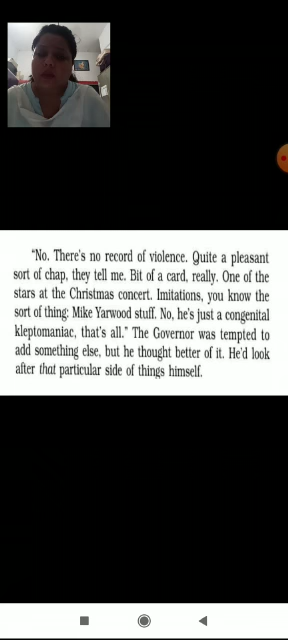 "No. There's no record of violence. Quite a pleasant
sort of chap, they tell me. Bit of a card, really. One of the
stars at the Christmas concert. Imitations, you know the
sort of thing: Mike Yarwood stuff. No, he's just a congenital
kleptomaniac, that's all." The Governor was tempted to
add something else, but he thought better of it. He'd look
after that particular side of things himself.